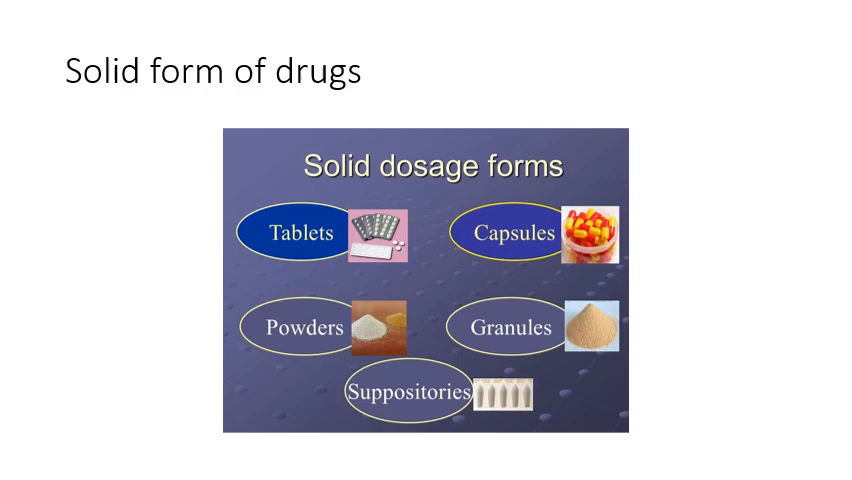 Solid form of drugs
Solid dosage forms
Tablets
Capsules
Powders
Granules
Suppositories